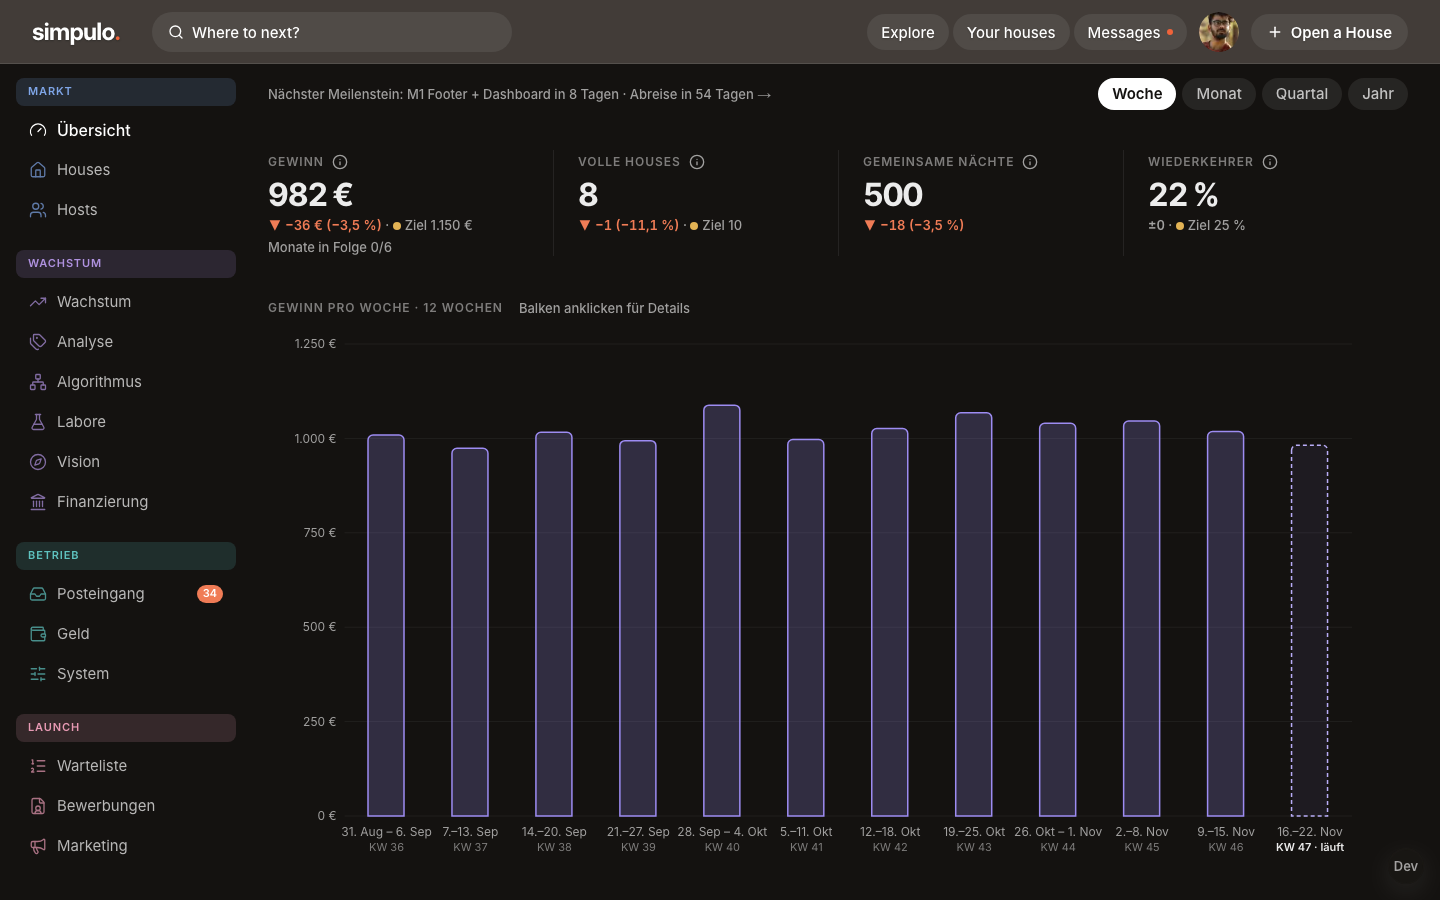 simpulo.
Where to next?
Explore
Your houses
Messages
Open a House
MARKT
Übersicht
Houses
Hosts
WACHSTUM
Wachstum
Analyse
Algorithmus
Labore
Vision
Finanzierung
BETRIEB
Posteingang 34
Geld
System
LAUNCH
Warteliste
Bewerbungen
Marketing
Nächster Meilenstein: M1 Footer + Dashboard in 8 Tagen · Abreise in 54 Tagen →
Woche
Monat
Quartal
Jahr
GEWINN
982 €
▼ −36 € (−3,5 %) · Ziel 1.150 €
Monate in Folge 0/6
VOLLE HOUSES
8
▼ −1 (−11,1 %) · Ziel 10
GEMEINSAME NÄCHTE
500
▼ −18 (−3,5 %)
WIEDERKEHRER
22 %
±0 · Ziel 25 %
GEWINN PRO WOCHE · 12 WOCHEN Balken anklicken für Details
1.250 €
1.000 €
750 €
500 €
250 €
0 €
31. Aug – 6. Sep
KW 36
7.–13. Sep
KW 37
14.–20. Sep
KW 38
21.–27. Sep
KW 39
28. Sep – 4. Okt
KW 40
5.–11. Okt
KW 41
12.–18. Okt
KW 42
19.–25. Okt
KW 43
26. Okt – 1. Nov
KW 44
2.–8. Nov
KW 45
9.–15. Nov
KW 46
16.–22. Nov
KW 47 · läuft
Dev